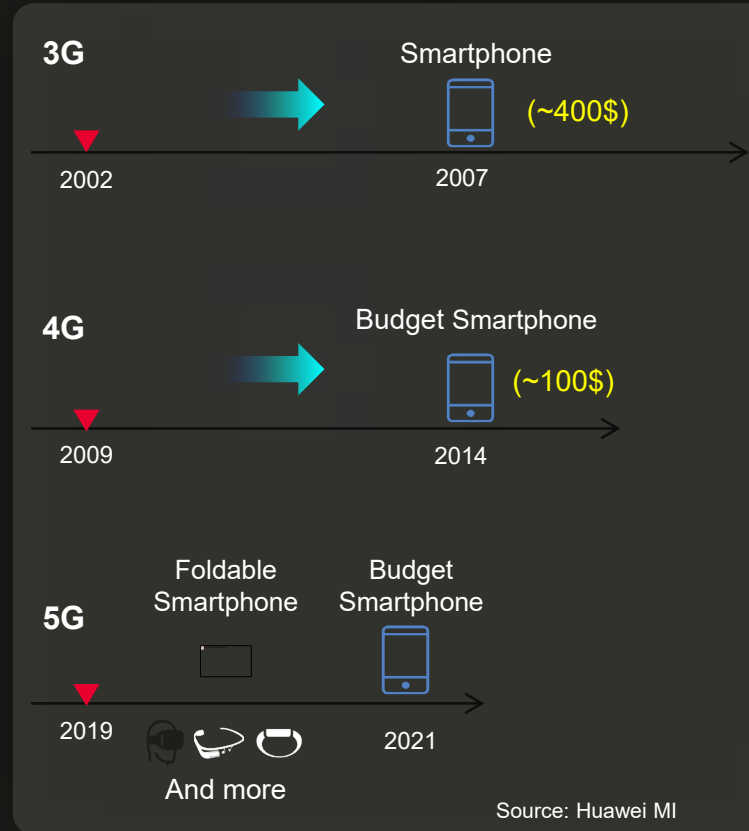 3G
Smartphone
(~400$)
2002
2007
4G
Budget Smartphone
(~100$)
2009
2014
5G
Foldable
Smartphone
Budget
Smartphone
2019
2021
And more
Source: Huawei MI